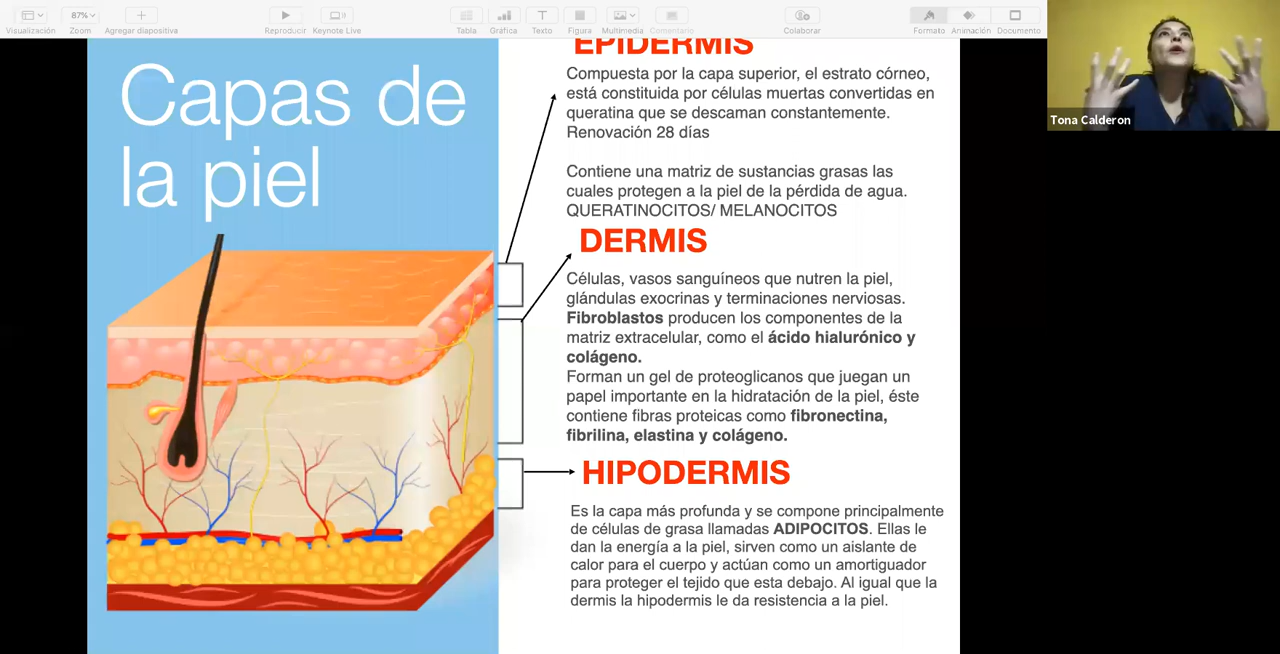 87%
Visualización
Zoom
Agregar diapositiva
Reproducir
Keynote Live
Tabla
Gráfica
Texto
Figura
Multimedia
Comentario
Colaborar
Formato
Animación
Documento
Tona Calderon
Capas de
la piel
EPIDERMIS
Compuesta por la capa superior, el estrato córneo,
está constituida por células muertas convertidas en
queratina que se descaman constantemente.
Renovación 28 días
Contiene una matriz de sustancias grasas las
cuales protegen a la piel de la pérdida de agua.
QUERATINOCITOS/ MELANOCITOS
DERMIS
Células, vasos sanguíneos que nutren la piel,
glándulas exocrinas y terminaciones nerviosas.
Fibroblastos producen los componentes de la
matriz extracelular, como el ácido hialurónico y
colágeno.
Forman un gel de proteoglicanos que juegan un
papel importante en la hidratación de la piel, éste
contiene fibras proteicas como fibronectina,
fibrilina, elastina y colágeno.
HIPODERMIS
Es la capa más profunda y se compone principalmente
de células de grasa llamadas ADIPOCITOS. Ellas le
dan la energía a la piel, sirven como un aislante de
calor para el cuerpo y actúan como un amortiguador
para proteger el tejido que esta debajo. Al igual que la
dermis la hipodermis le da resistencia a la piel.